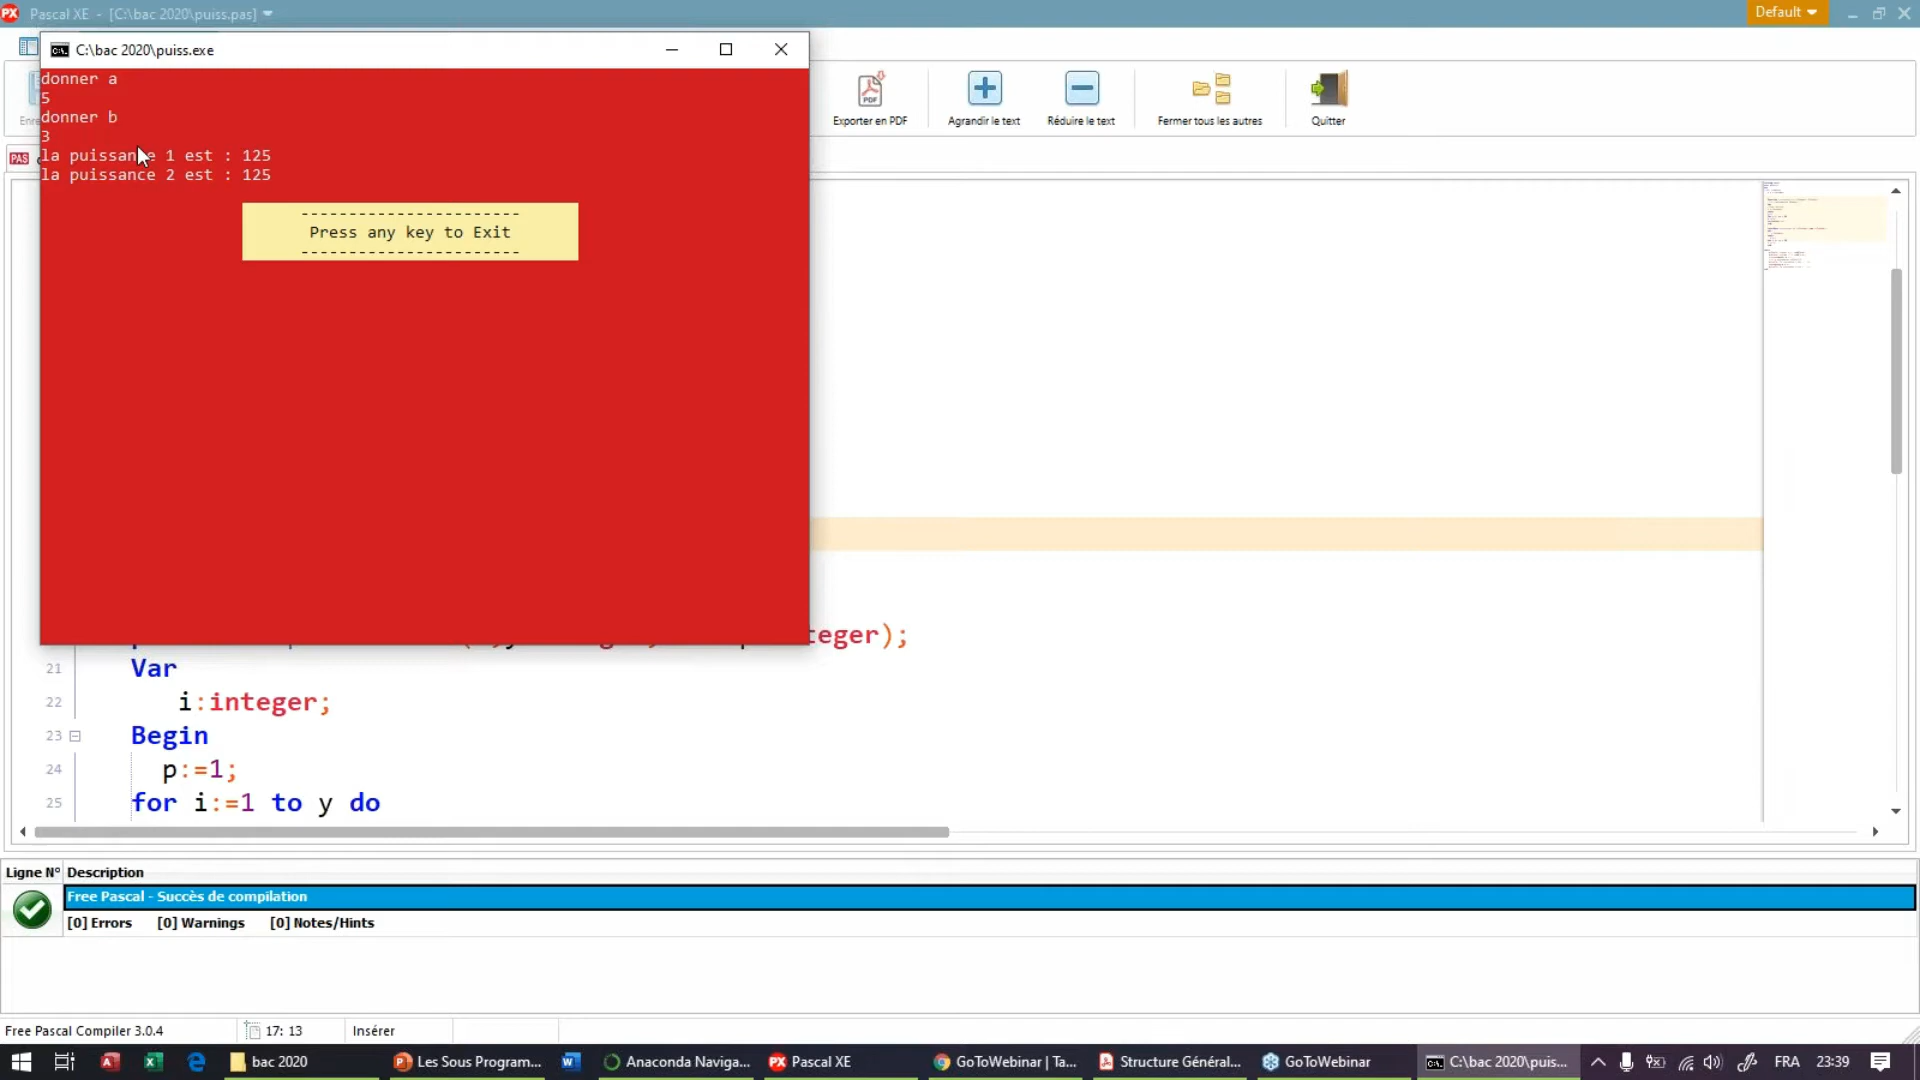 Pascal XE - [C:\bac 2020\puiss.pas]
Default
C:\bac 2020\puiss.exe
donner a
5
donner b
3
la puissance 1 est : 125
la puissance 2 est : 125
----------------------
Press any key to Exit
----------------------
Exporter en PDF
Agrandir le text
Réduire le text
Fermer tous les autres
Quitter
PAS
teger);
21 Var
22 i:integer;
23 Begin
24 p:=1;
25 for i:=1 to y do
Ligne N° Description
Free Pascal - Succès de compilation
[0] Errors [0] Warnings [0] Notes/Hints
Free Pascal Compiler 3.0.4 17: 13 Insérer
bac 2020 Les Sous Program... Anaconda Naviga... Pascal XE GoToWebinar | Ta... Structure Général... GoToWebinar C:\bac 2020\puis... FRA 23:39